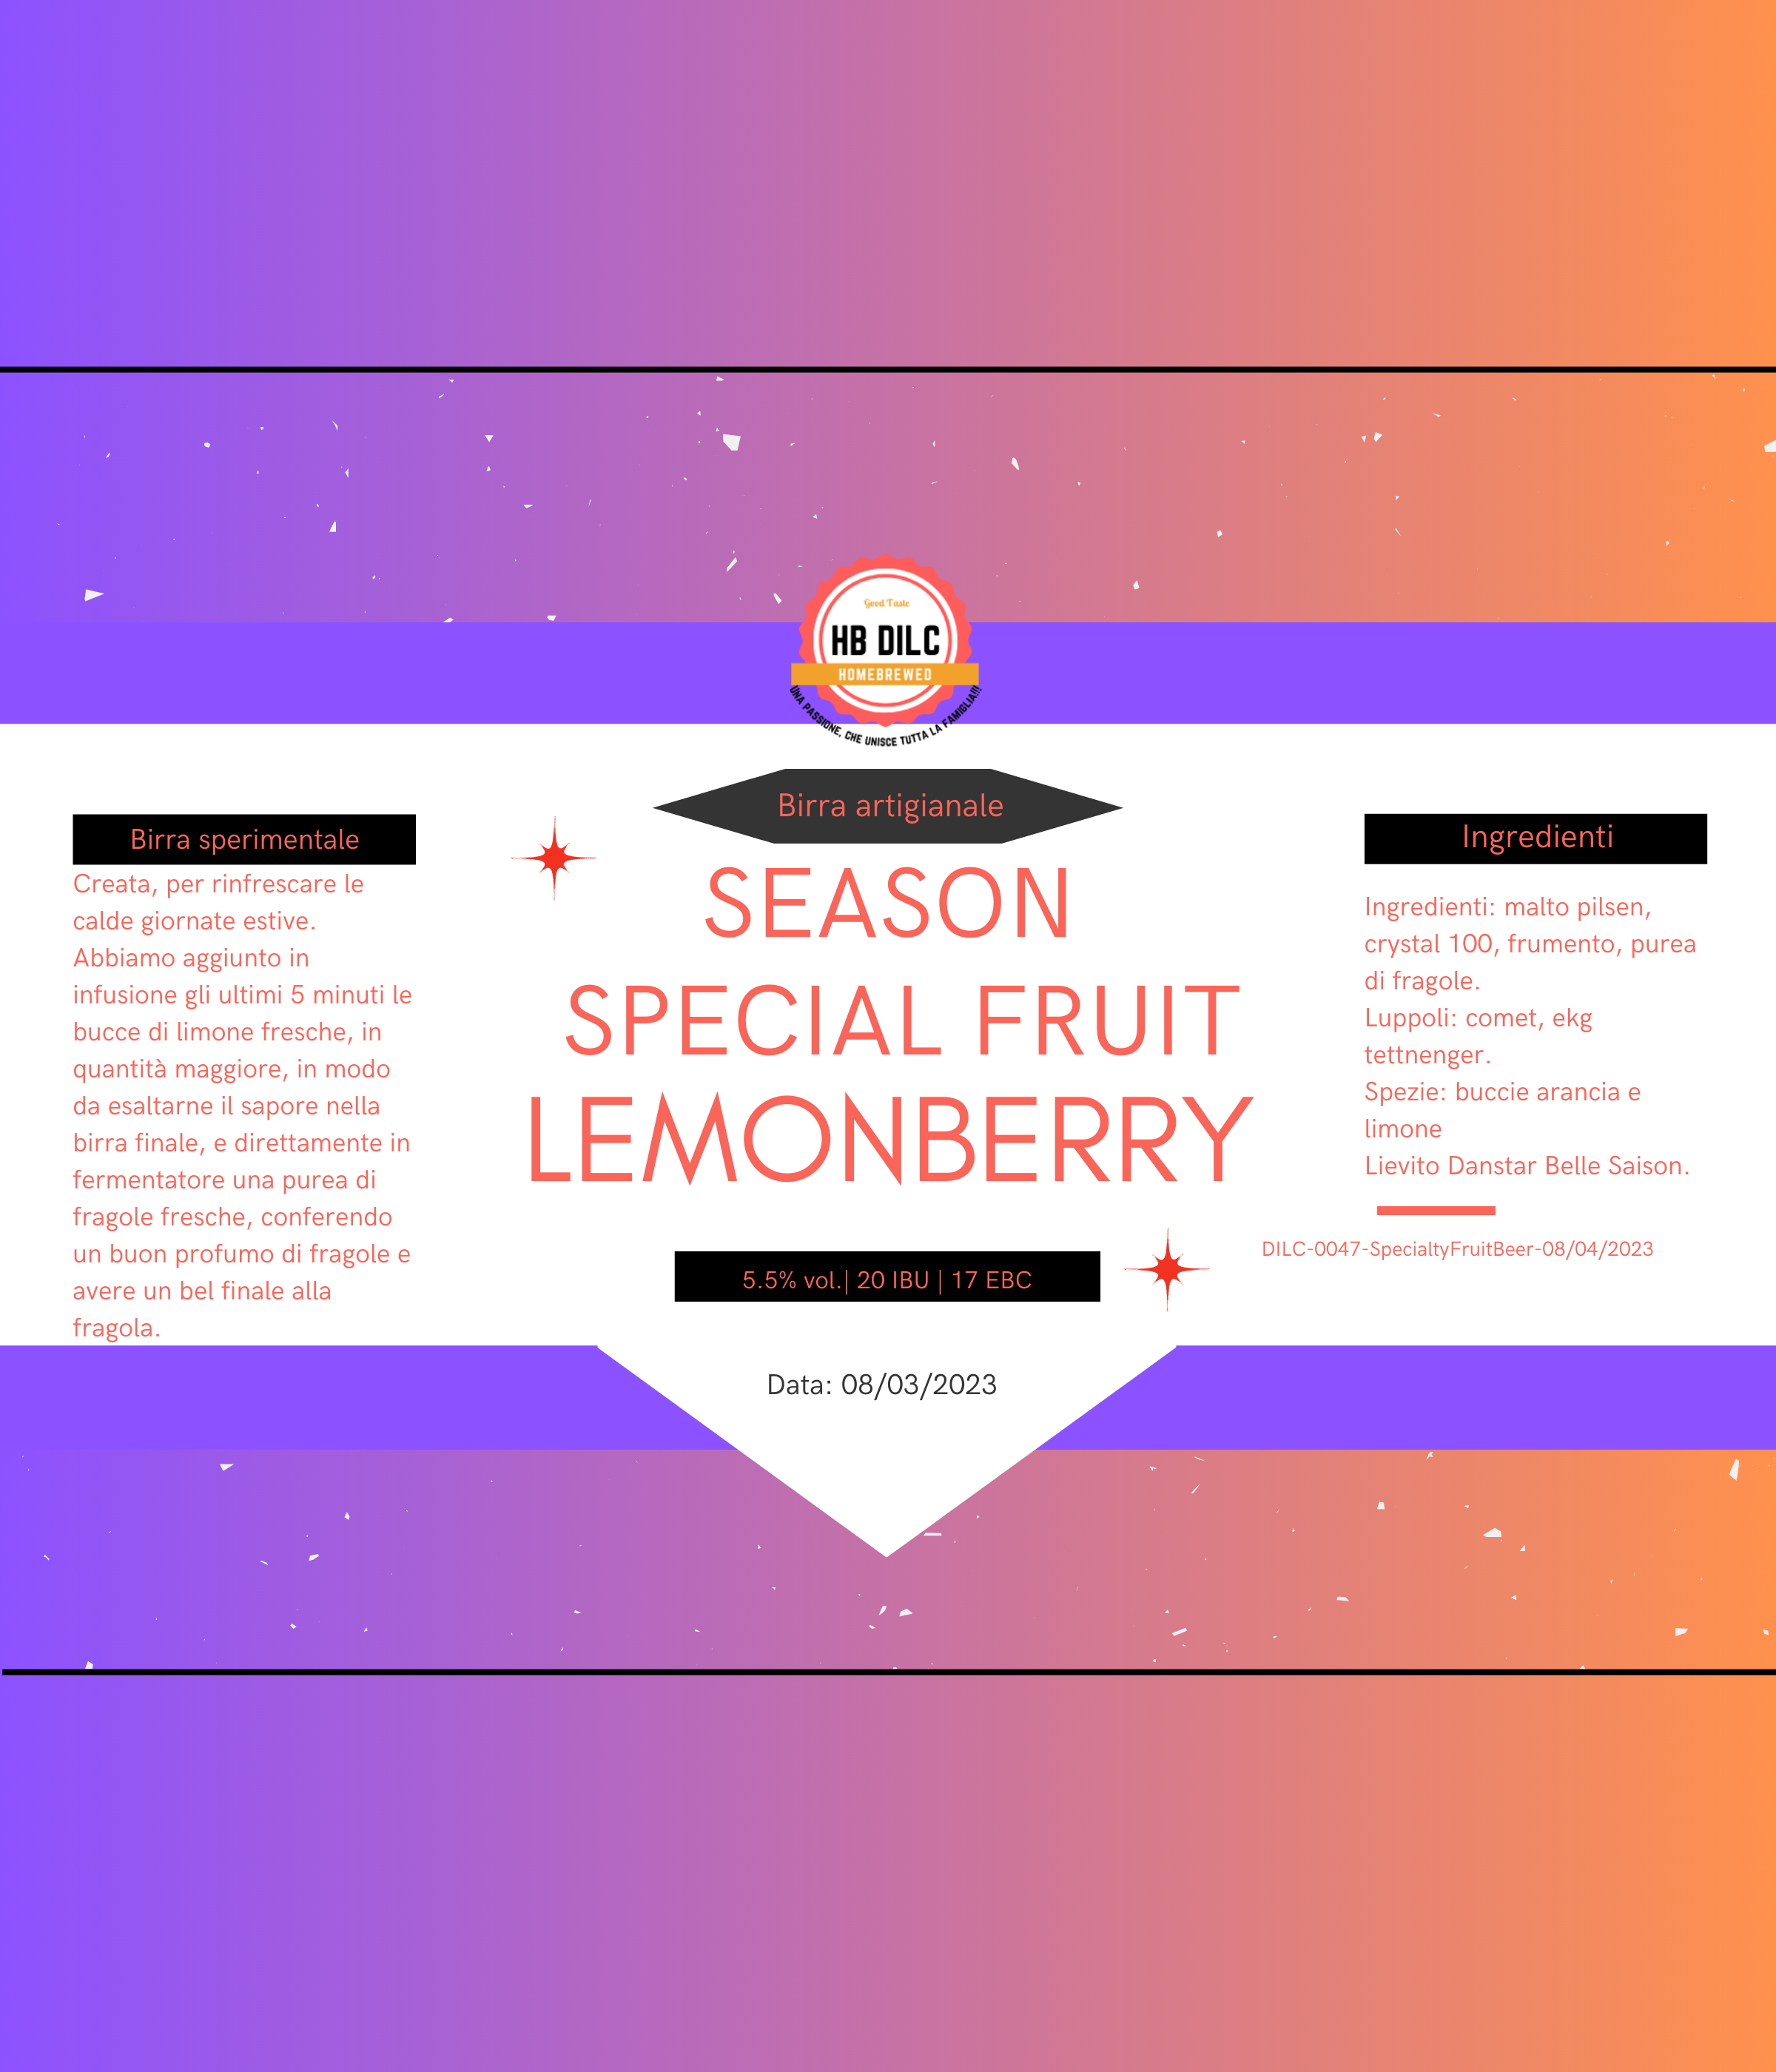 Good Taste
HB DILC
HOMEBREWED
UNA PASSIONE, CHE UNISCE TUTTA LA FAMIGLIA!!!
Birra artigianale
SEASON
SPECIAL FRUIT
LEMONBERRY
5.5% vol.| 20 IBU | 17 EBC
Data: 08/03/2023
Birra sperimentale
Creata, per rinfrescare le
calde giornate estive.
Abbiamo aggiunto in
infusione gli ultimi 5 minuti le
bucce di limone fresche, in
quantità maggiore, in modo
da esaltarne il sapore nella
birra finale, e direttamente in
fermentatore una purea di
fragole fresche, conferendo
un buon profumo di fragole e
avere un bel finale alla
fragola.
Ingredienti
Ingredienti: malto pilsen,
crystal 100, frumento, purea
di fragole.
Luppoli: comet, ekg
tettnenger.
Spezie: buccie arancia e
limone
Lievito Danstar Belle Saison.
DILC-0047-SpecialtyFruitBeer-08/04/2023